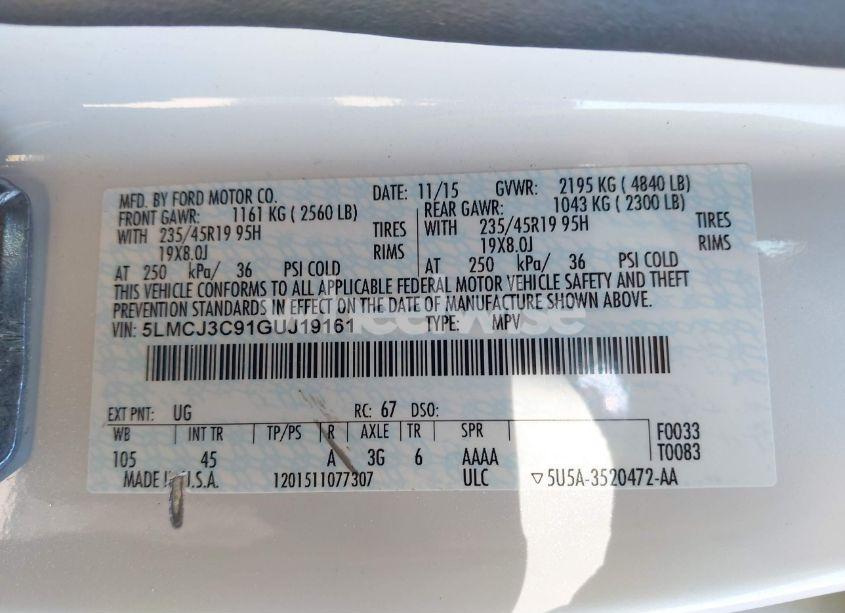 MFD. BY FORD MOTOR CO. DATE: 11/15 GVWR: 2195 KG ( 4840 LB)
FRONT GAWR: 1161 KG ( 2560 LB) REAR GAWR: 1043 KG ( 2300 LB)
WITH 235/45R19 95H TIRES WITH 235/45R19 95H TIRES
19X8.0J RIMS 19X8.0J RIMS
AT 250 kPa/ 36 PSI COLD AT 250 kPa/ 36 PSI COLD
THIS VEHICLE CONFORMS TO ALL APPLICABLE FEDERAL MOTOR VEHICLE SAFETY AND THEFT
PREVENTION STANDARDS IN EFFECT ON THE DATE OF MANUFACTURE SHOWN ABOVE.
VIN: 5LMCJ3C91GUJ19161 TYPE: MPV
EXT PNT: UG RC: 67 DSO:
WB INT TR TP/PS R AXLE TR SPR F0033
105 45 A 3G 6 AAAA T0083
MADE IN U.S.A. 1201511077307 ULC ▽5U5A-3520472-AA